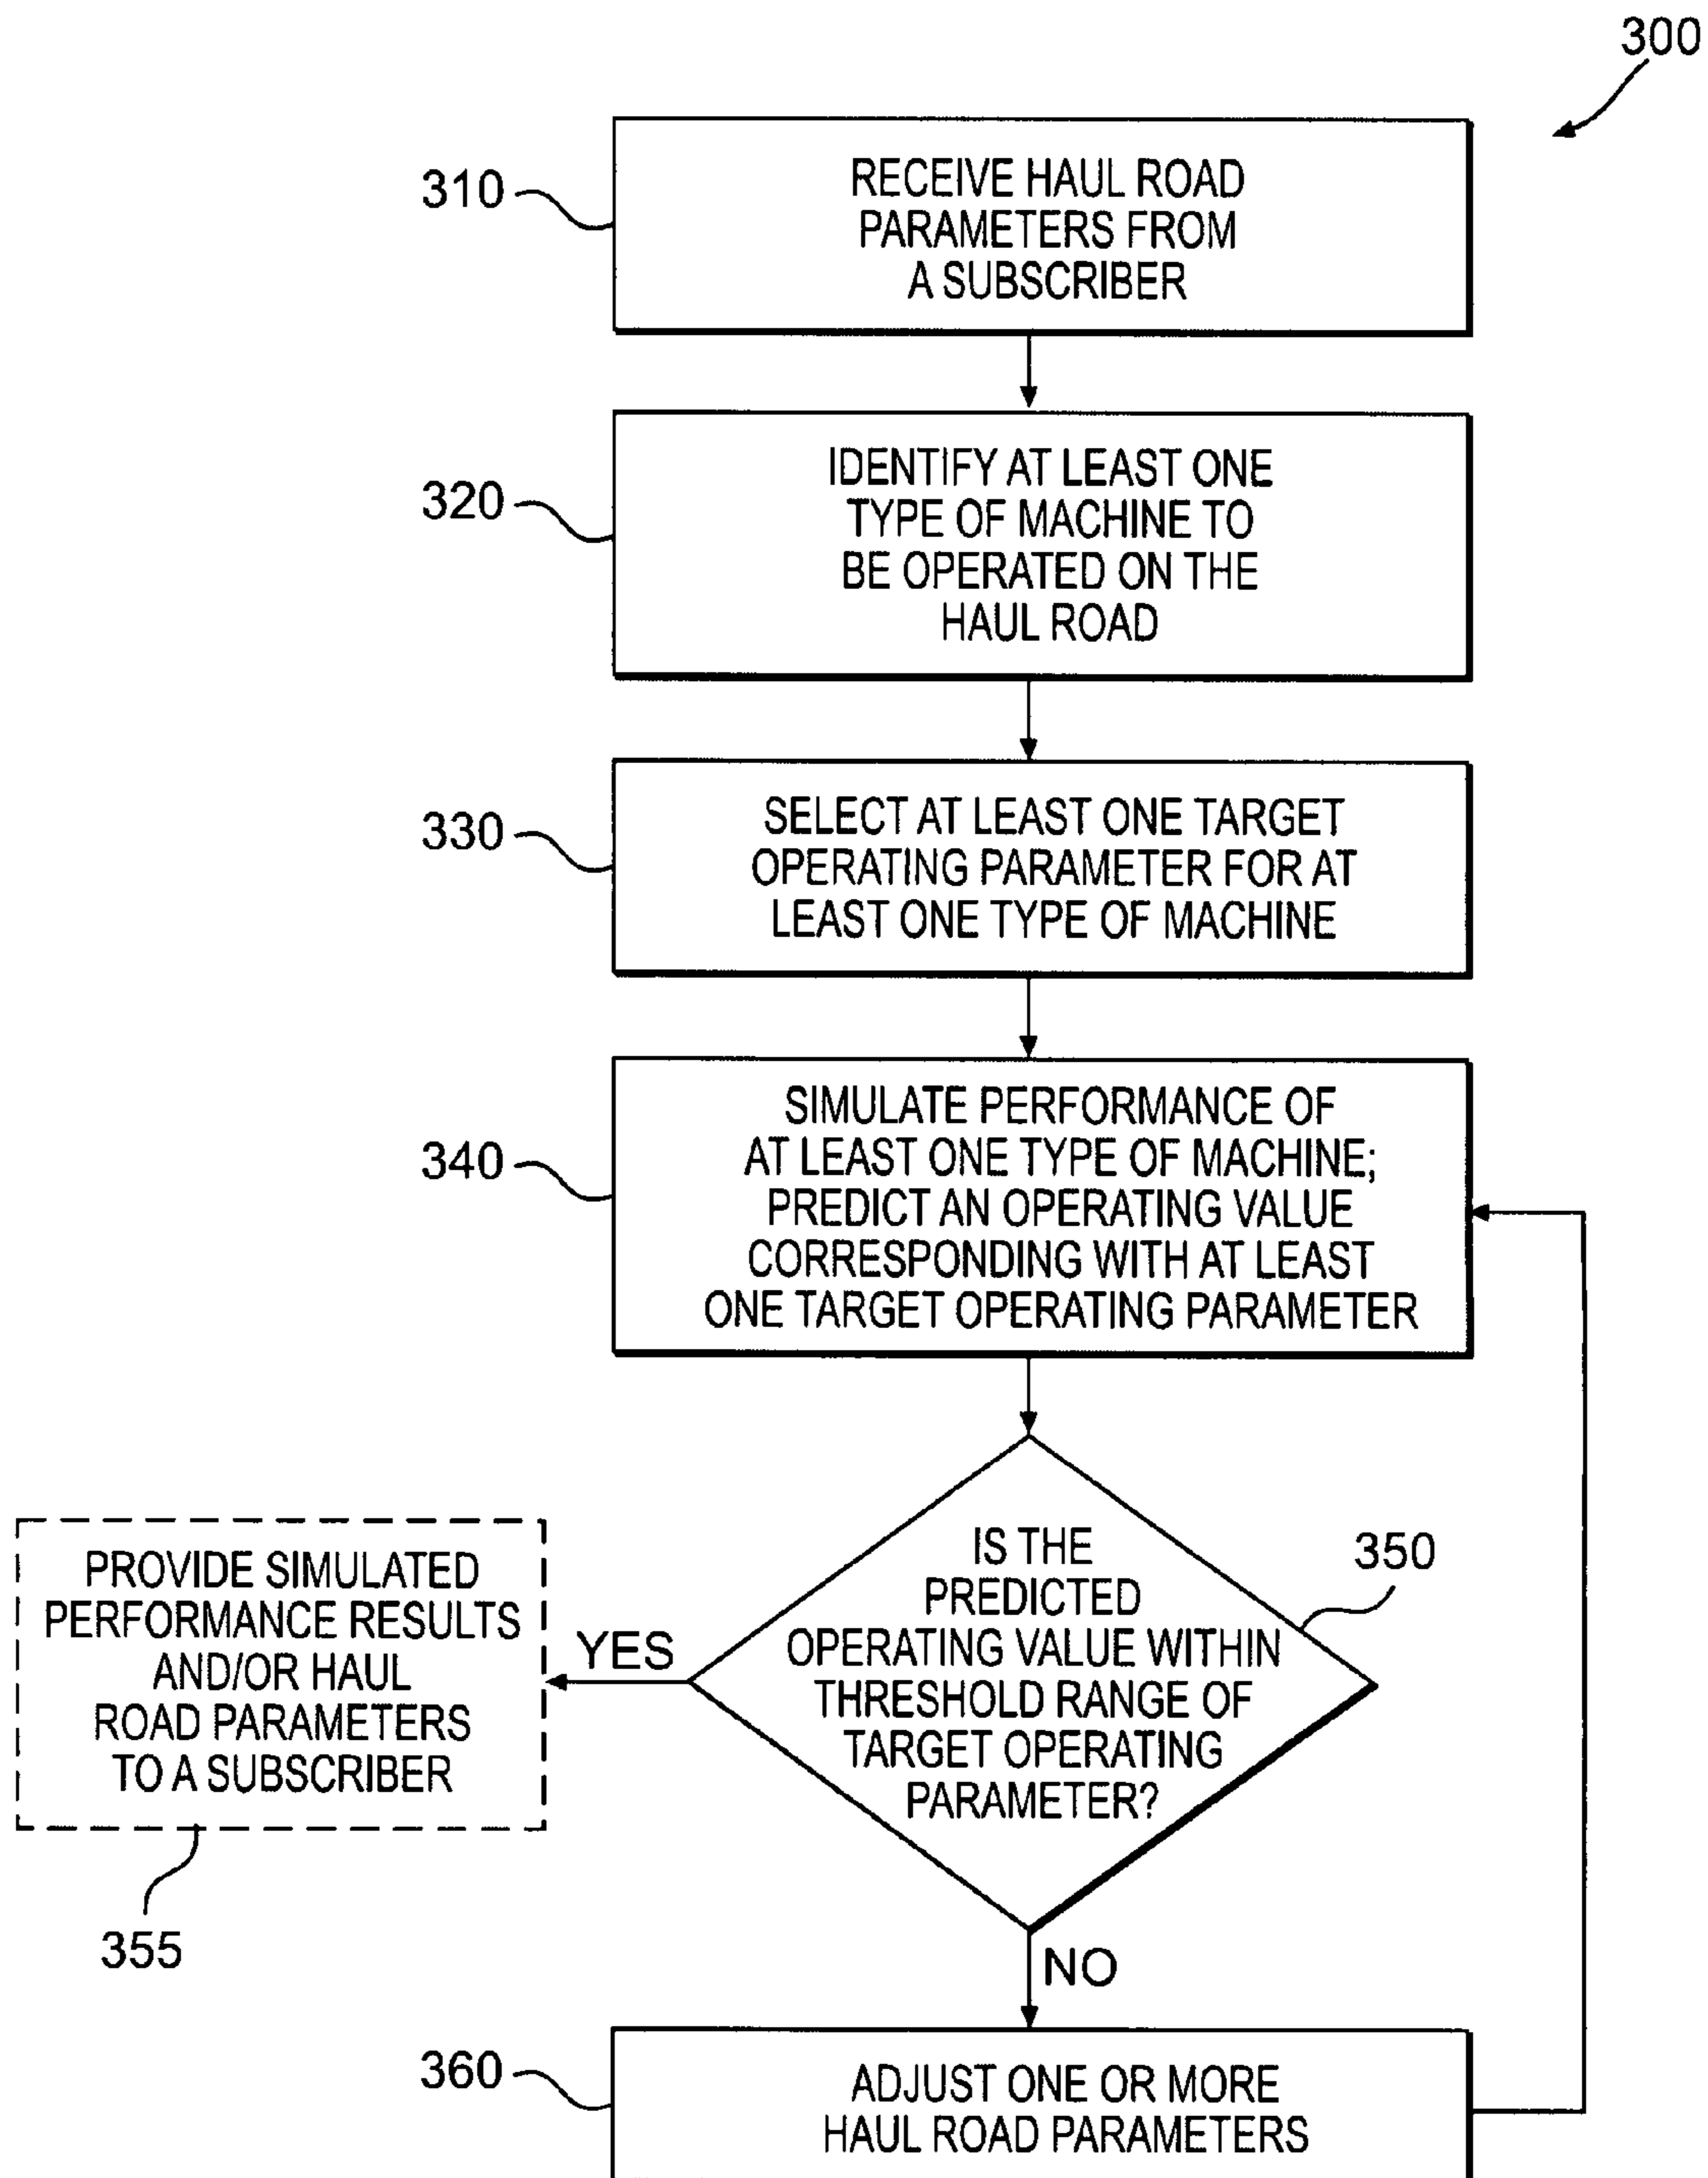 300
310
RECEIVE HAUL ROAD
PARAMETERS FROM
A SUBSCRIBER
320
IDENTIFY AT LEAST ONE
TYPE OF MACHINE TO
BE OPERATED ON THE
HAUL ROAD
330
SELECT AT LEAST ONE TARGET
OPERATING PARAMETER FOR AT
LEAST ONE TYPE OF MACHINE
340
SIMULATE PERFORMANCE OF
AT LEAST ONE TYPE OF MACHINE;
PREDICT AN OPERATING VALUE
CORRESPONDING WITH AT LEAST
ONE TARGET OPERATING PARAMETER
350
IS THE
PREDICTED
OPERATING VALUE WITHIN
THRESHOLD RANGE OF
TARGET OPERATING
PARAMETER?
YES
PROVIDE SIMULATED
PERFORMANCE RESULTS
AND/OR HAUL
ROAD PARAMETERS
TO A SUBSCRIBER
355
NO
360
ADJUST ONE OR MORE
HAUL ROAD PARAMETERS